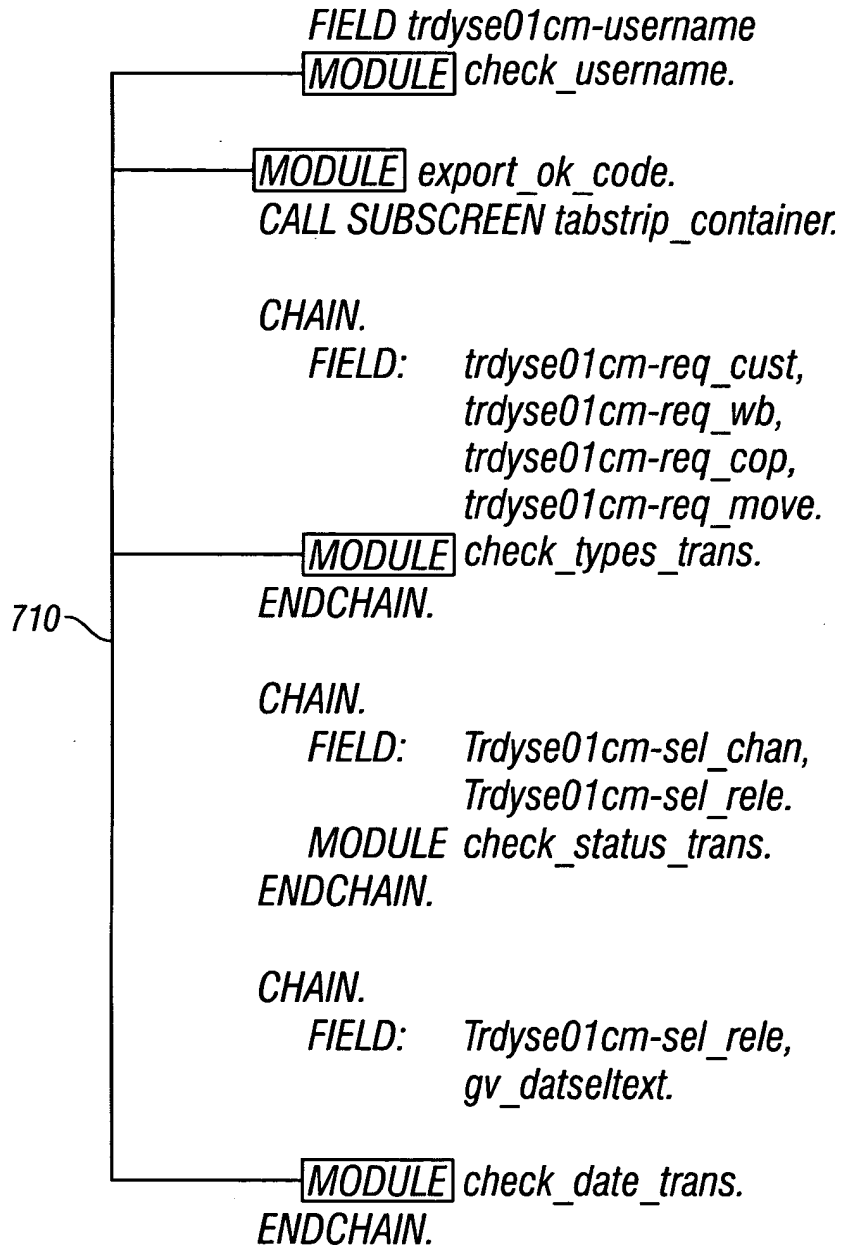 FIELD trdyse01cm-username
MODULE check_username.
MODULE export_ok_code.
CALL SUBSCREEN tabstrip_container.
CHAIN.
FIELD: trdyse01cm-req_cust,
trdyse01cm-req_wb,
trdyse01cm-req_cop,
trdyse01cm-req_move.
MODULE check_types_trans.
ENDCHAIN.
710
CHAIN.
FIELD: Trdyse01cm-sel_chan,
Trdyse01cm-sel_rele.
MODULE check_status_trans.
ENDCHAIN.
CHAIN.
FIELD: Trdyse01cm-sel_rele,
gv_datseltext.
MODULE check_date_trans.
ENDCHAIN.